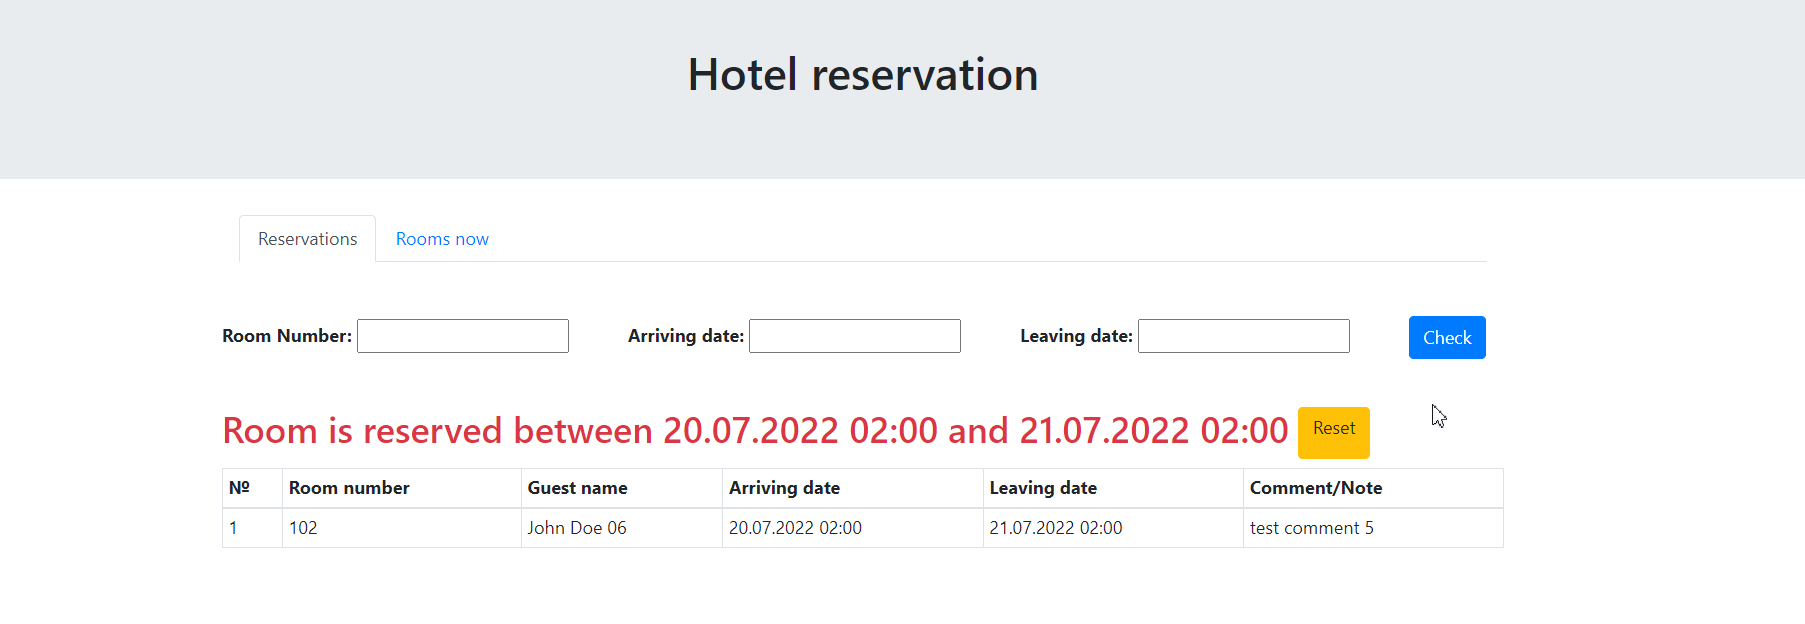 Hotel reservation
Reservations Rooms now
Room Number: Arriving date: Leaving date: Check
Room is reserved between 20.07.2022 02:00 and 21.07.2022 02:00 Reset
№ Room number Guest name Arriving date Leaving date Comment/Note
1 102 John Doe 06 20.07.2022 02:00 21.07.2022 02:00 test comment 5